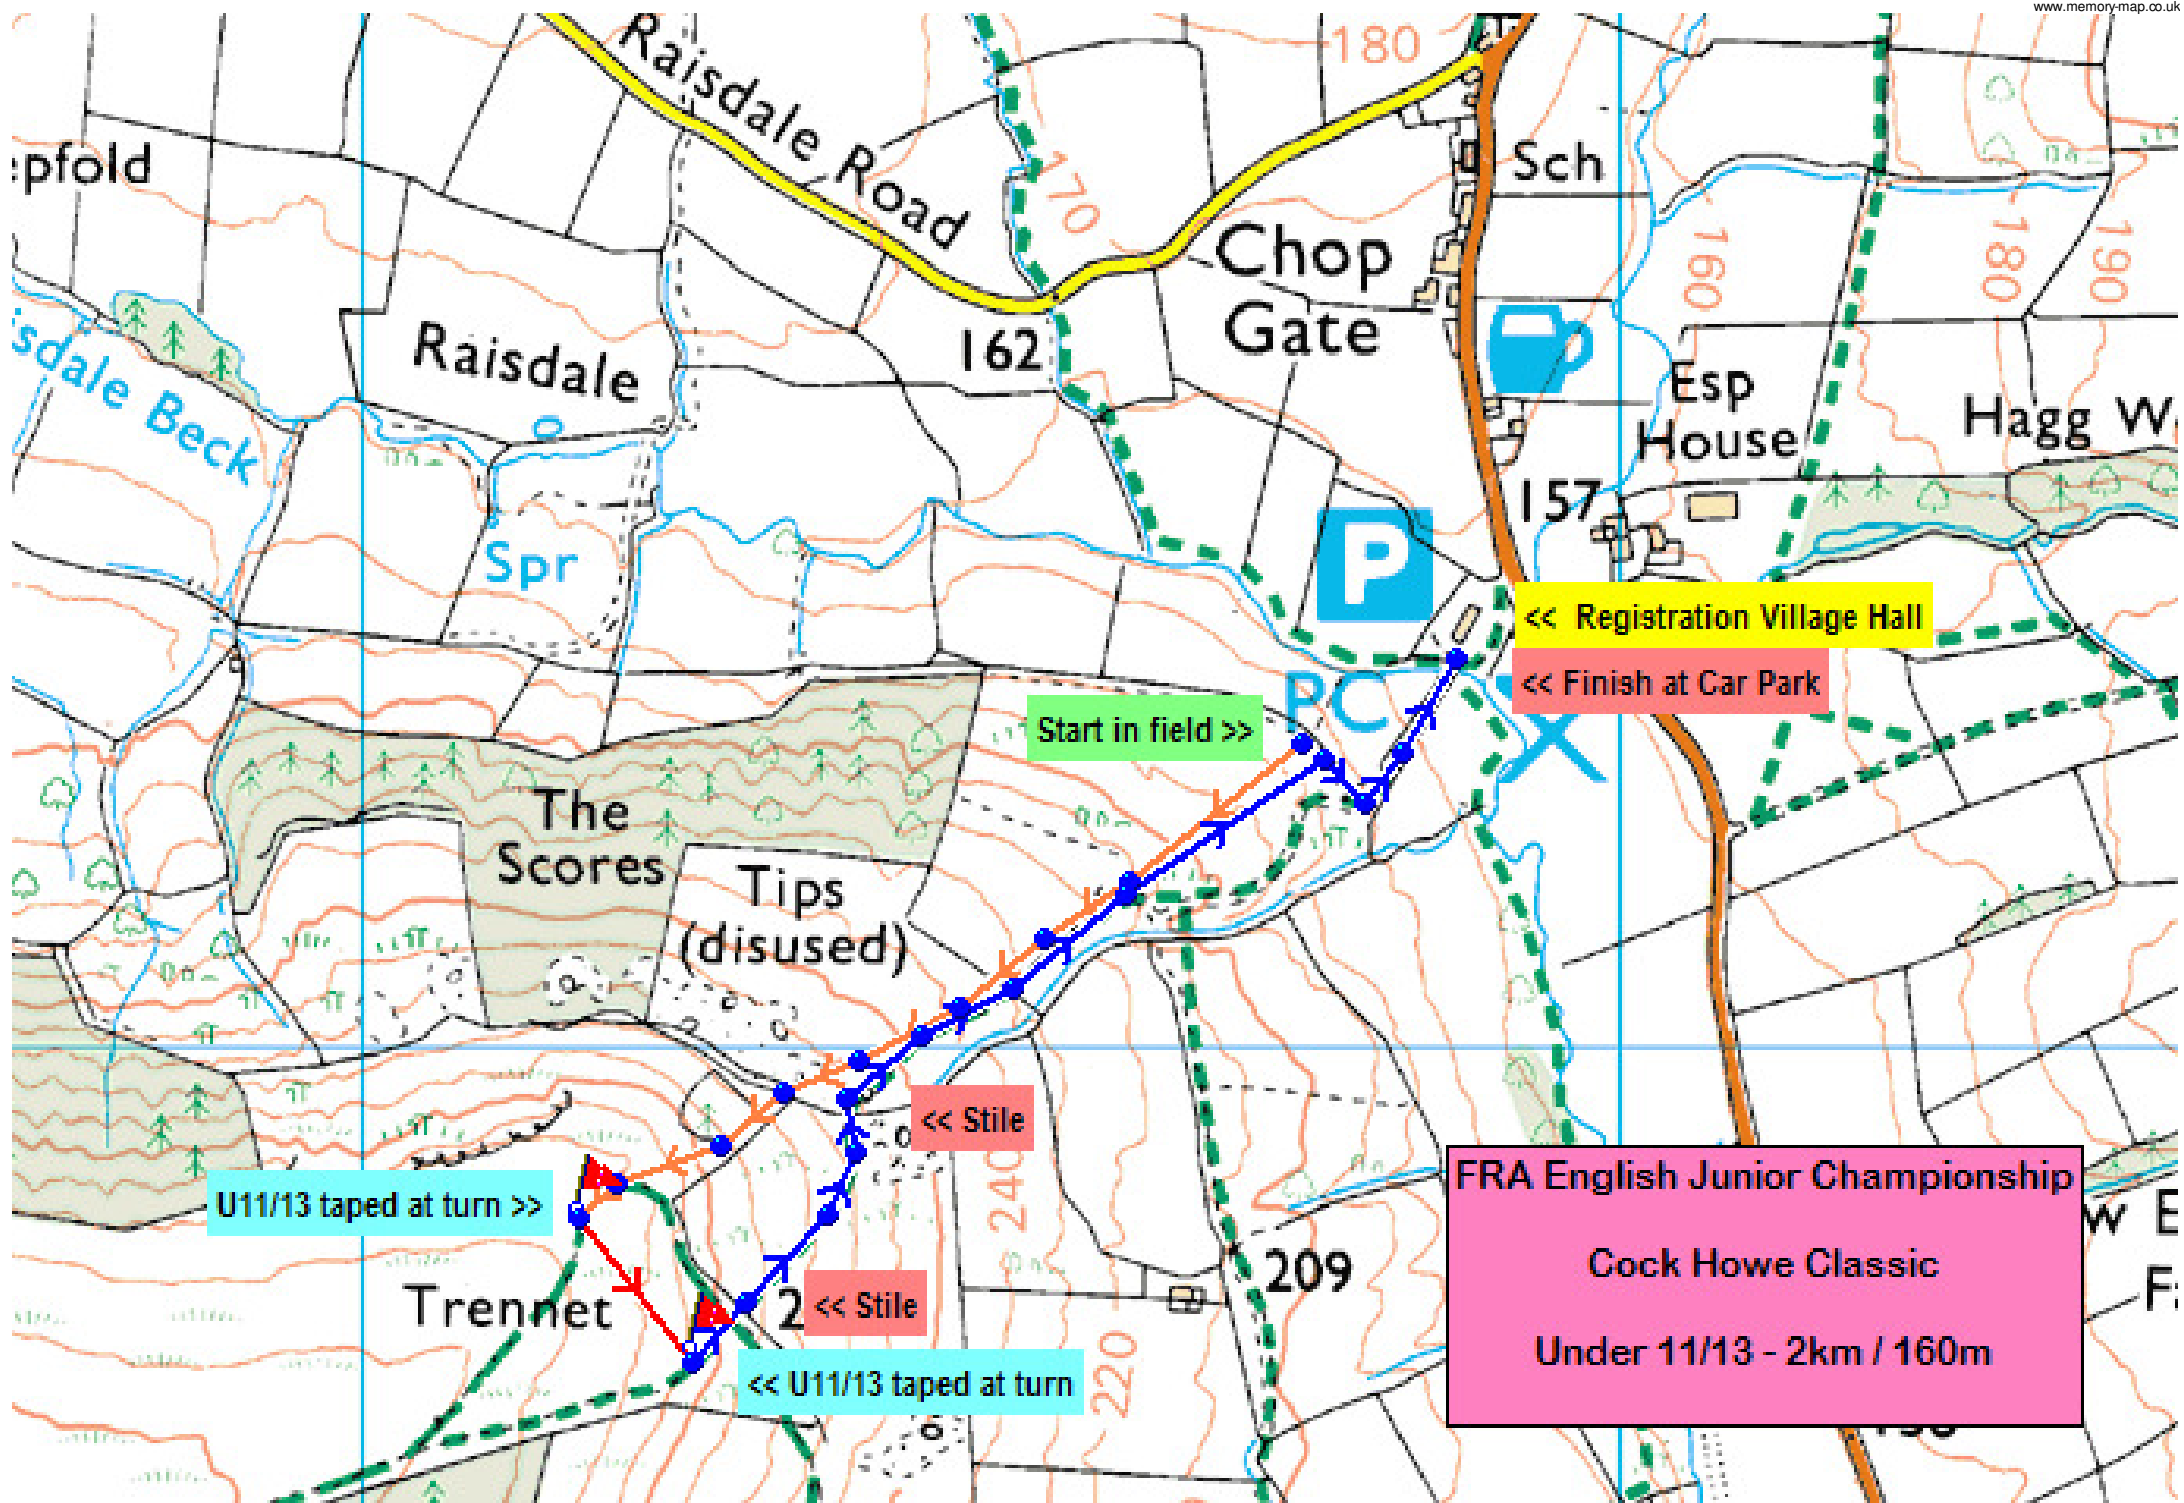 www.memory-map.co.uk
Raisdale Road
180
170
Sch
epfold
Chop
Gate
160
180
190
162
Raisdale
isdale Beck
Esp
House
Hagg W
157
Spr
P
<< Registration Village Hall
<< Finish at Car Park
PC
Start in field >>
The
Scores
Tips
(disused)
<< Stile
FRA English Junior Championship
Cock Howe Classic
Under 11/13 - 2km / 160m
U11/13 taped at turn >>
240
w E
209
Trennet
2
<< Stile
<< U11/13 taped at turn
220